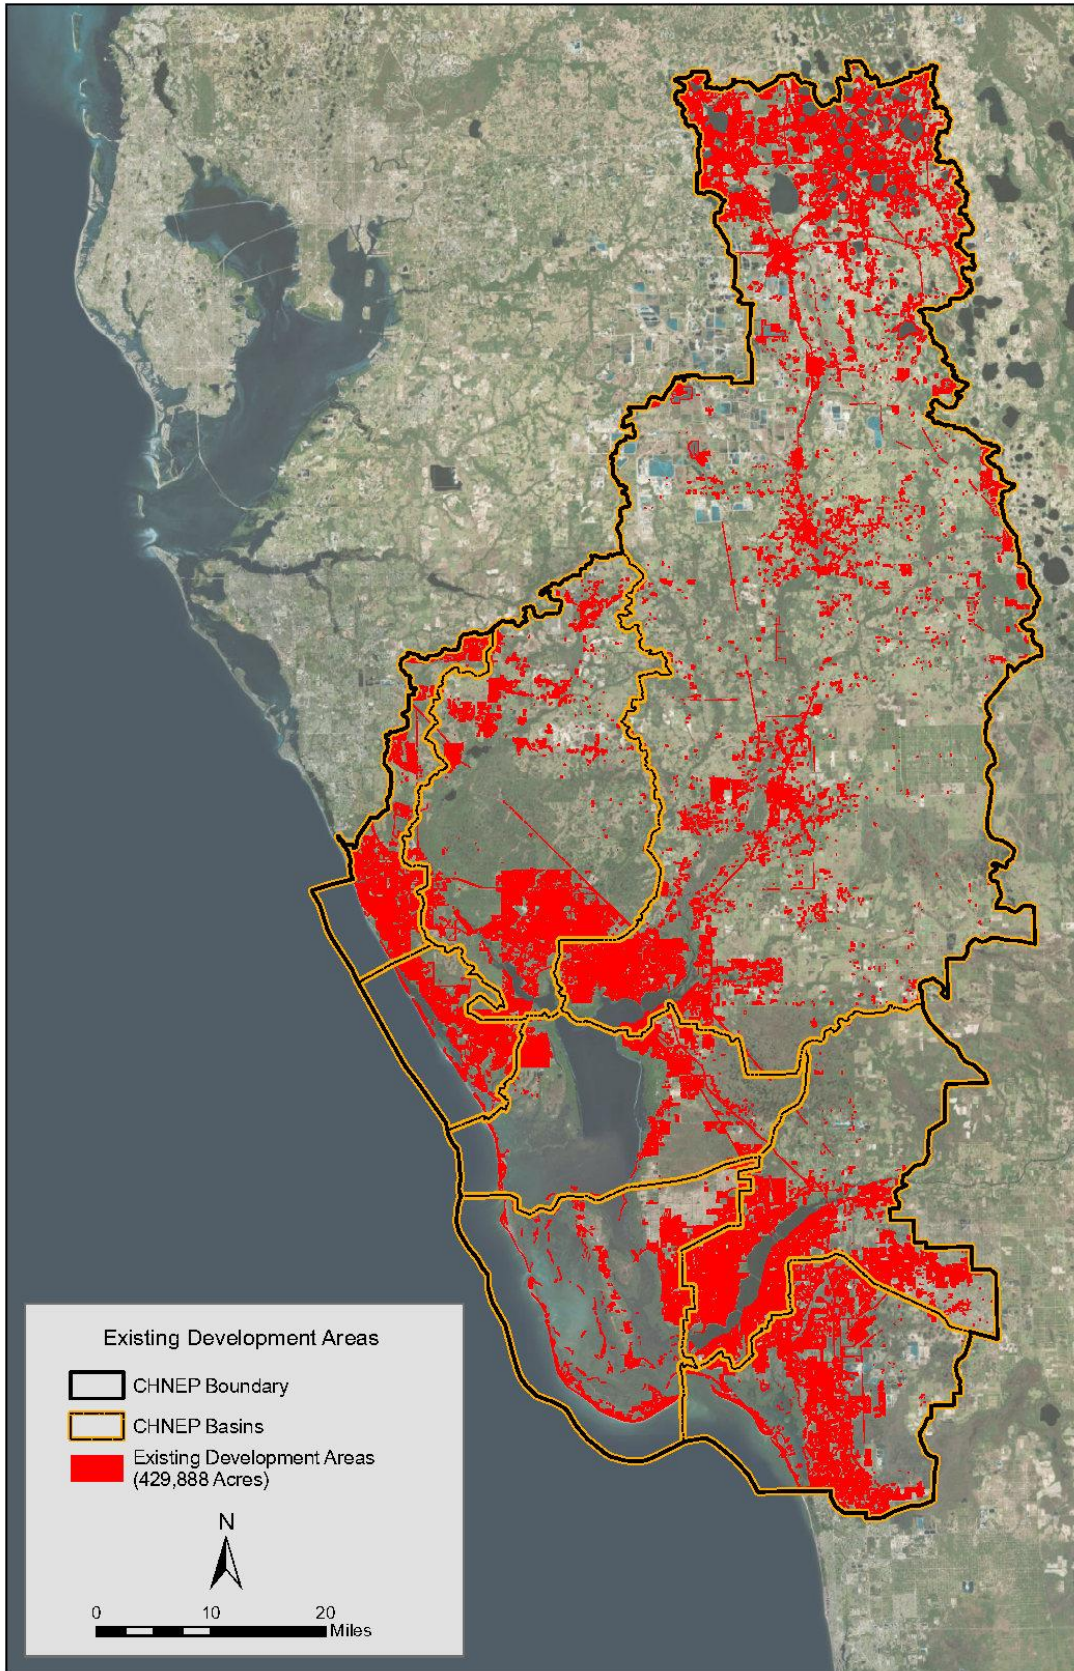 Existing Development Areas
CHNEP Boundary
CHNEP Basins
Existing Development Areas
(429,888 Acres)
N
0 10 20
Miles